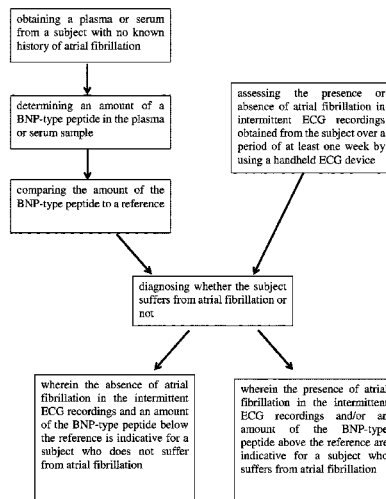 obtaining a plasma or serum
from a subject with no known
history of atrial fibrillation
determining an amount of a
BNP-type peptide in the plasma
or serum sample
comparing the amount of the
BNP-type peptide to a reference
assessing the presence or
absence of atrial fibrillation in
intermittent ECG recordings
obtained from the subject over a
period of at least one week by
using a handheld ECG device
diagnosing whether the subject
suffers from atrial fibrillation or
not
wherein the absence of atrial
fibrillation in the intermittent
ECG recordings and an amount
of the BNP-type peptide below
the reference is indicative for a
subject who does not suffer
from atrial fibrillation
wherein the presence of atrial
fibrillation in the intermittent
ECG recordings and/or an
amount of the BNP-type
peptide above the reference are
indicative for a subject who
suffers from atrial fibrillation